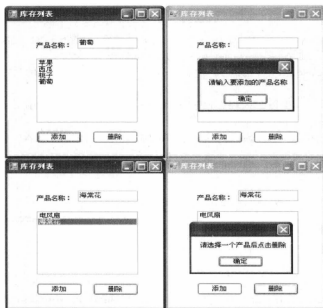 库存列表
产品名称：
葡萄
苹果
西瓜
桃子
葡萄
添加
删除
库存列表
产品名称：
请输入要添加的产品名称
确定
添加
删除
库存列表
产品名称：
海棠花
电风扇
海棠花
添加
删除
库存列表
产品名称：
海棠花
电风扇
请选择一个产品后点击删除
确定
添加
删除